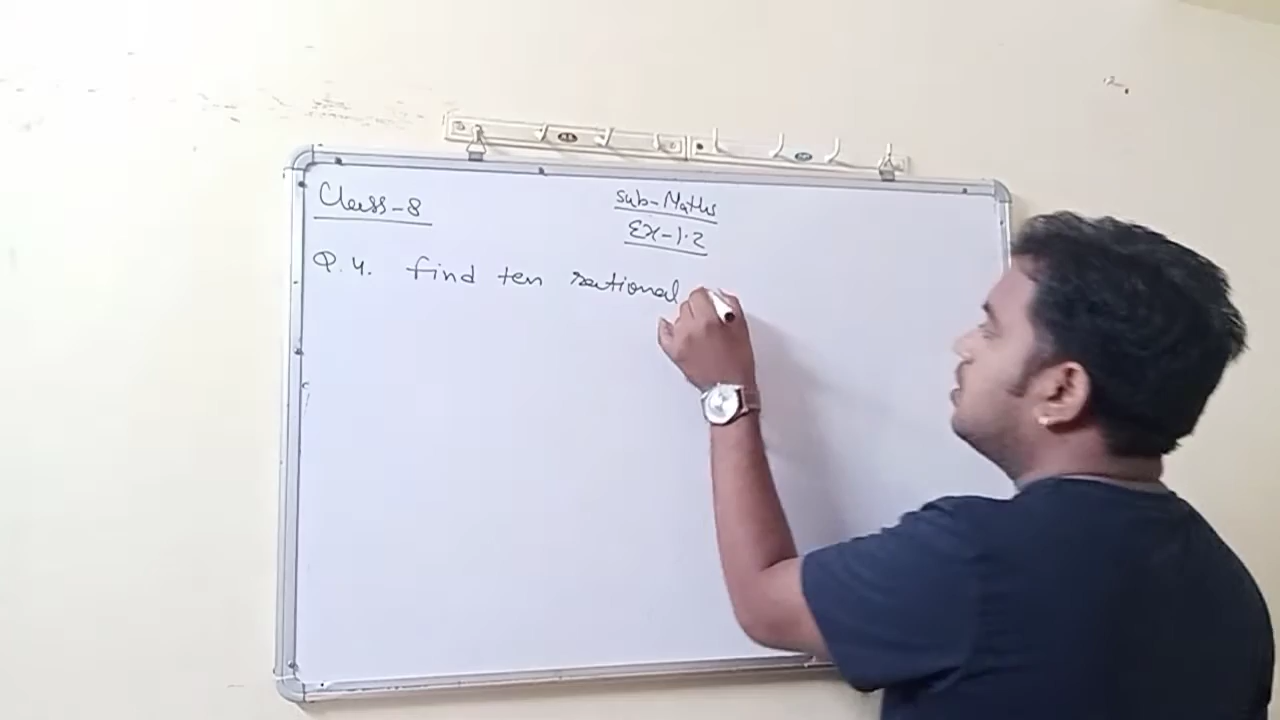 Class-8
Sub-Maths
Ex-1.2
Q.4. find ten rational